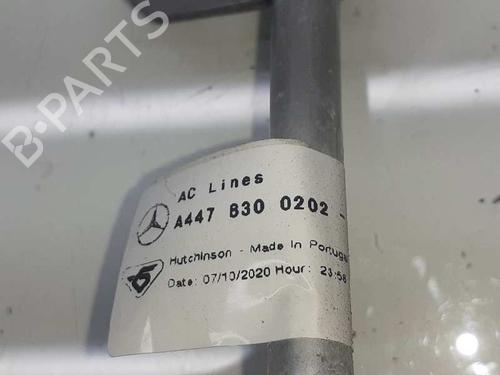 B-PARTS
AC Lines
A447 830 0202 -
Hutchinson - Made In Portugal
Date: 07/10/2020 Hour: 23:58